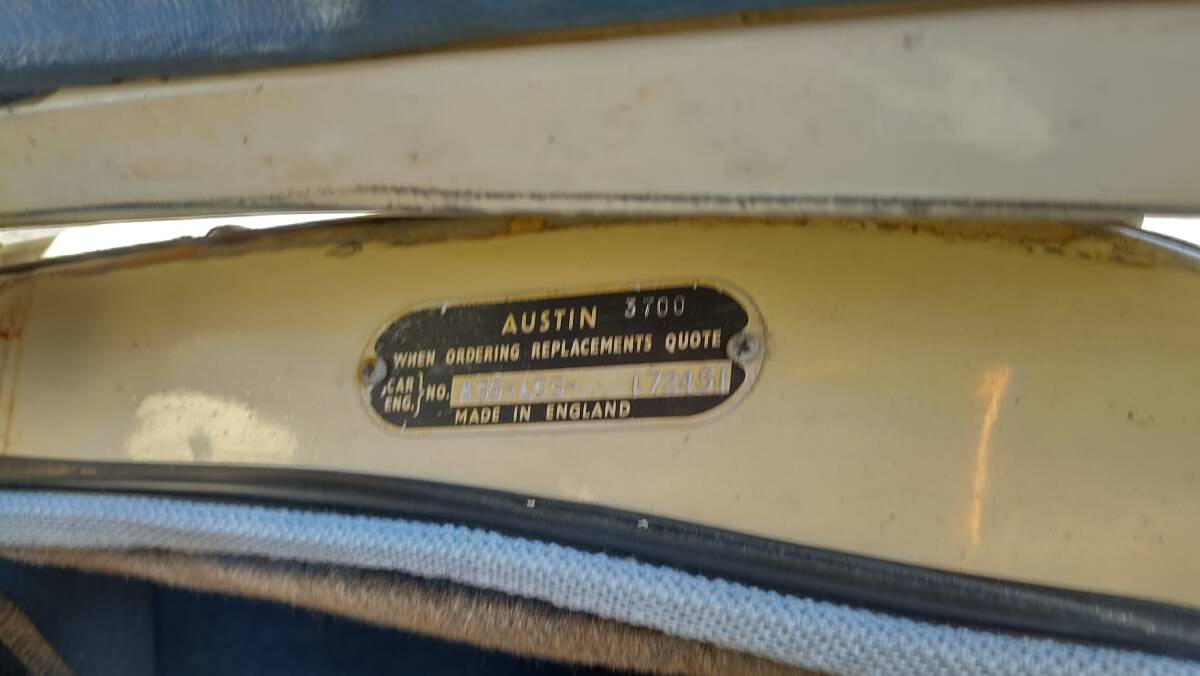 AUSTIN 3700
WHEN ORDERING REPLACEMENTS QUOTE
CAR
ENG. } NO. 172451
MADE IN ENGLAND